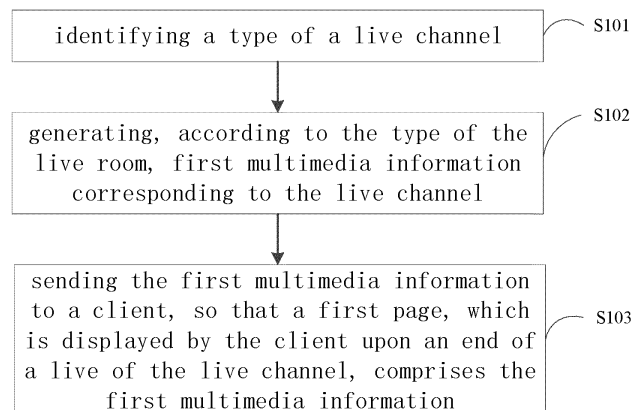 identifying a type of a live channel
S101
generating, according to the type of the
live room, first multimedia information
corresponding to the live channel
S102
sending the first multimedia information
to a client, so that a first page, which
is displayed by the client upon an end of
a live of the live channel, comprises the
first multimedia information
S103